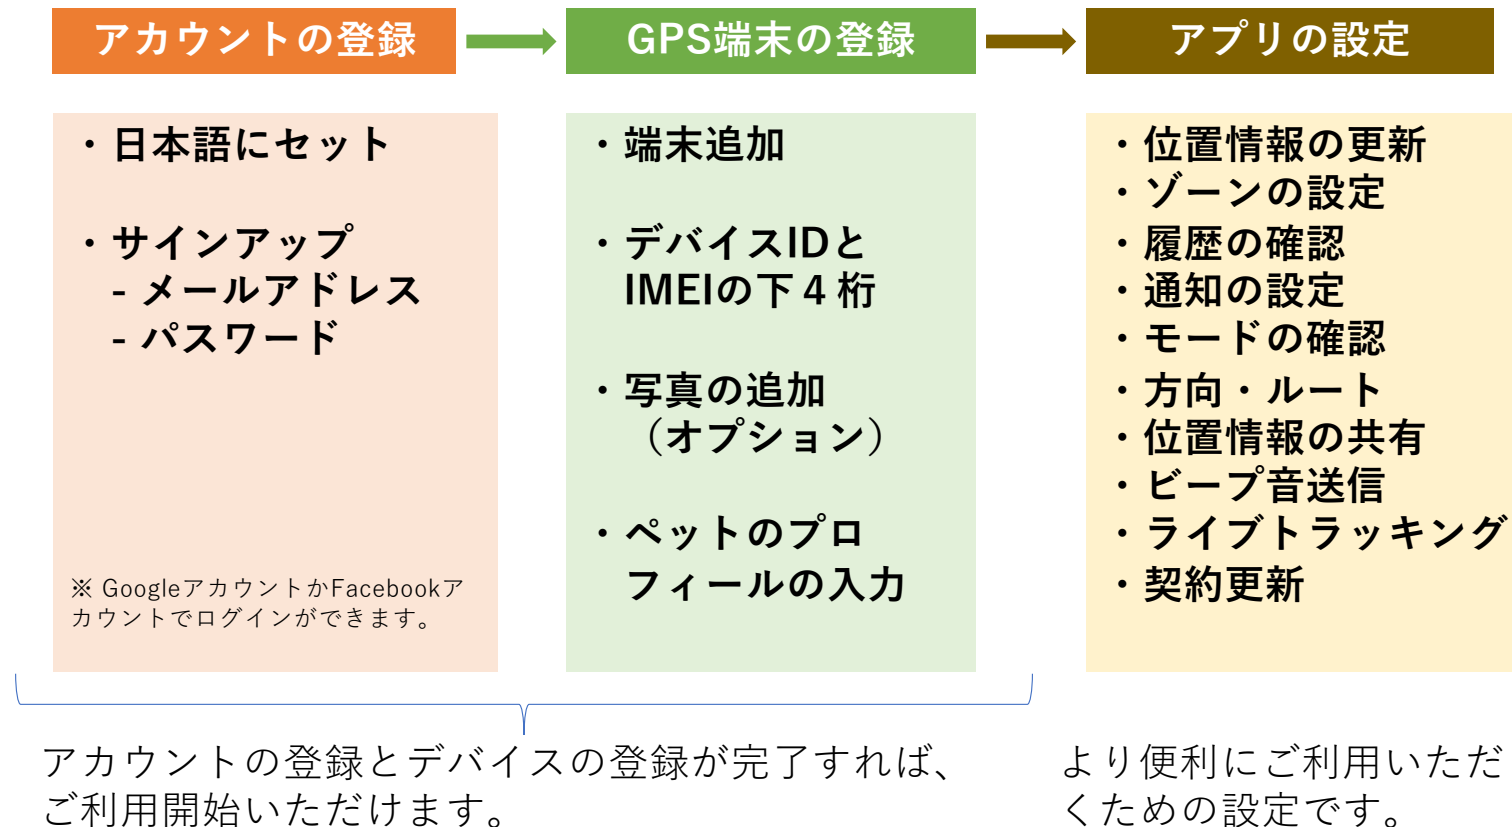 アカウントの登録
GPS端末の登録
アプリの設定
・日本語にセット
・サインアップ
- メールアドレス
- パスワード
※ GoogleアカウントかFacebookア
カウントでログインができます。
・端末追加
・デバイスIDと
IMEIの下４桁
・写真の追加
（オプション）
・ペットのプロ
フィールの入力
・位置情報の更新
・ゾーンの設定
・履歴の確認
・通知の設定
・モードの確認
・方向・ルート
・位置情報の共有
・ビープ音送信
・ライブトラッキング
・契約更新
アカウントの登録とデバイスの登録が完了すれば、
ご利用開始いただけます。
より便利にご利用いただ
くための設定です。